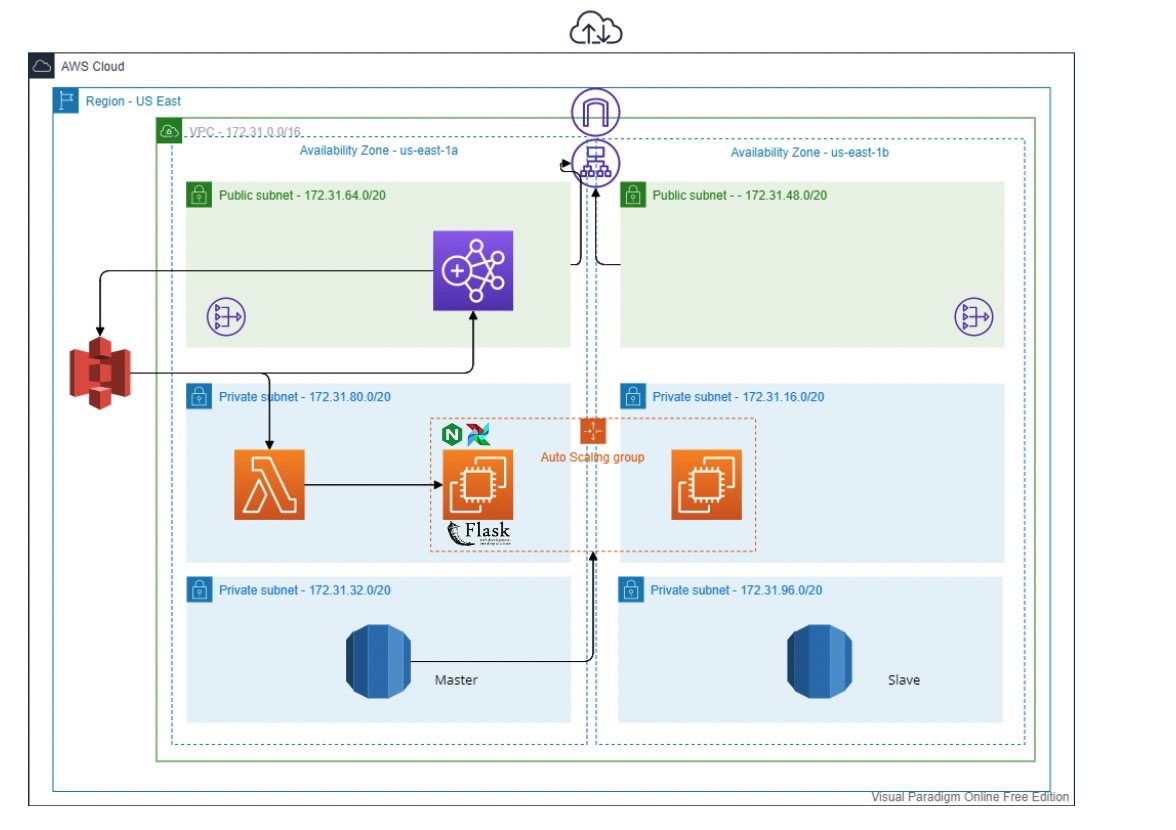 AWS Cloud
Region - US East
VPC - 172.31.0.0/16
Availability Zone - us-east-1a
Availability Zone - us-east-1b
Public subnet - 172.31.64.0/20
Public subnet - - 172.31.48.0/20
Private subnet - 172.31.80.0/20
Private subnet - 172.31.16.0/20
N
Auto Scaling group
Flask
Private subnet - 172.31.32.0/20
Private subnet - 172.31.96.0/20
Master
Slave
Visual Paradigm Online Free Edition